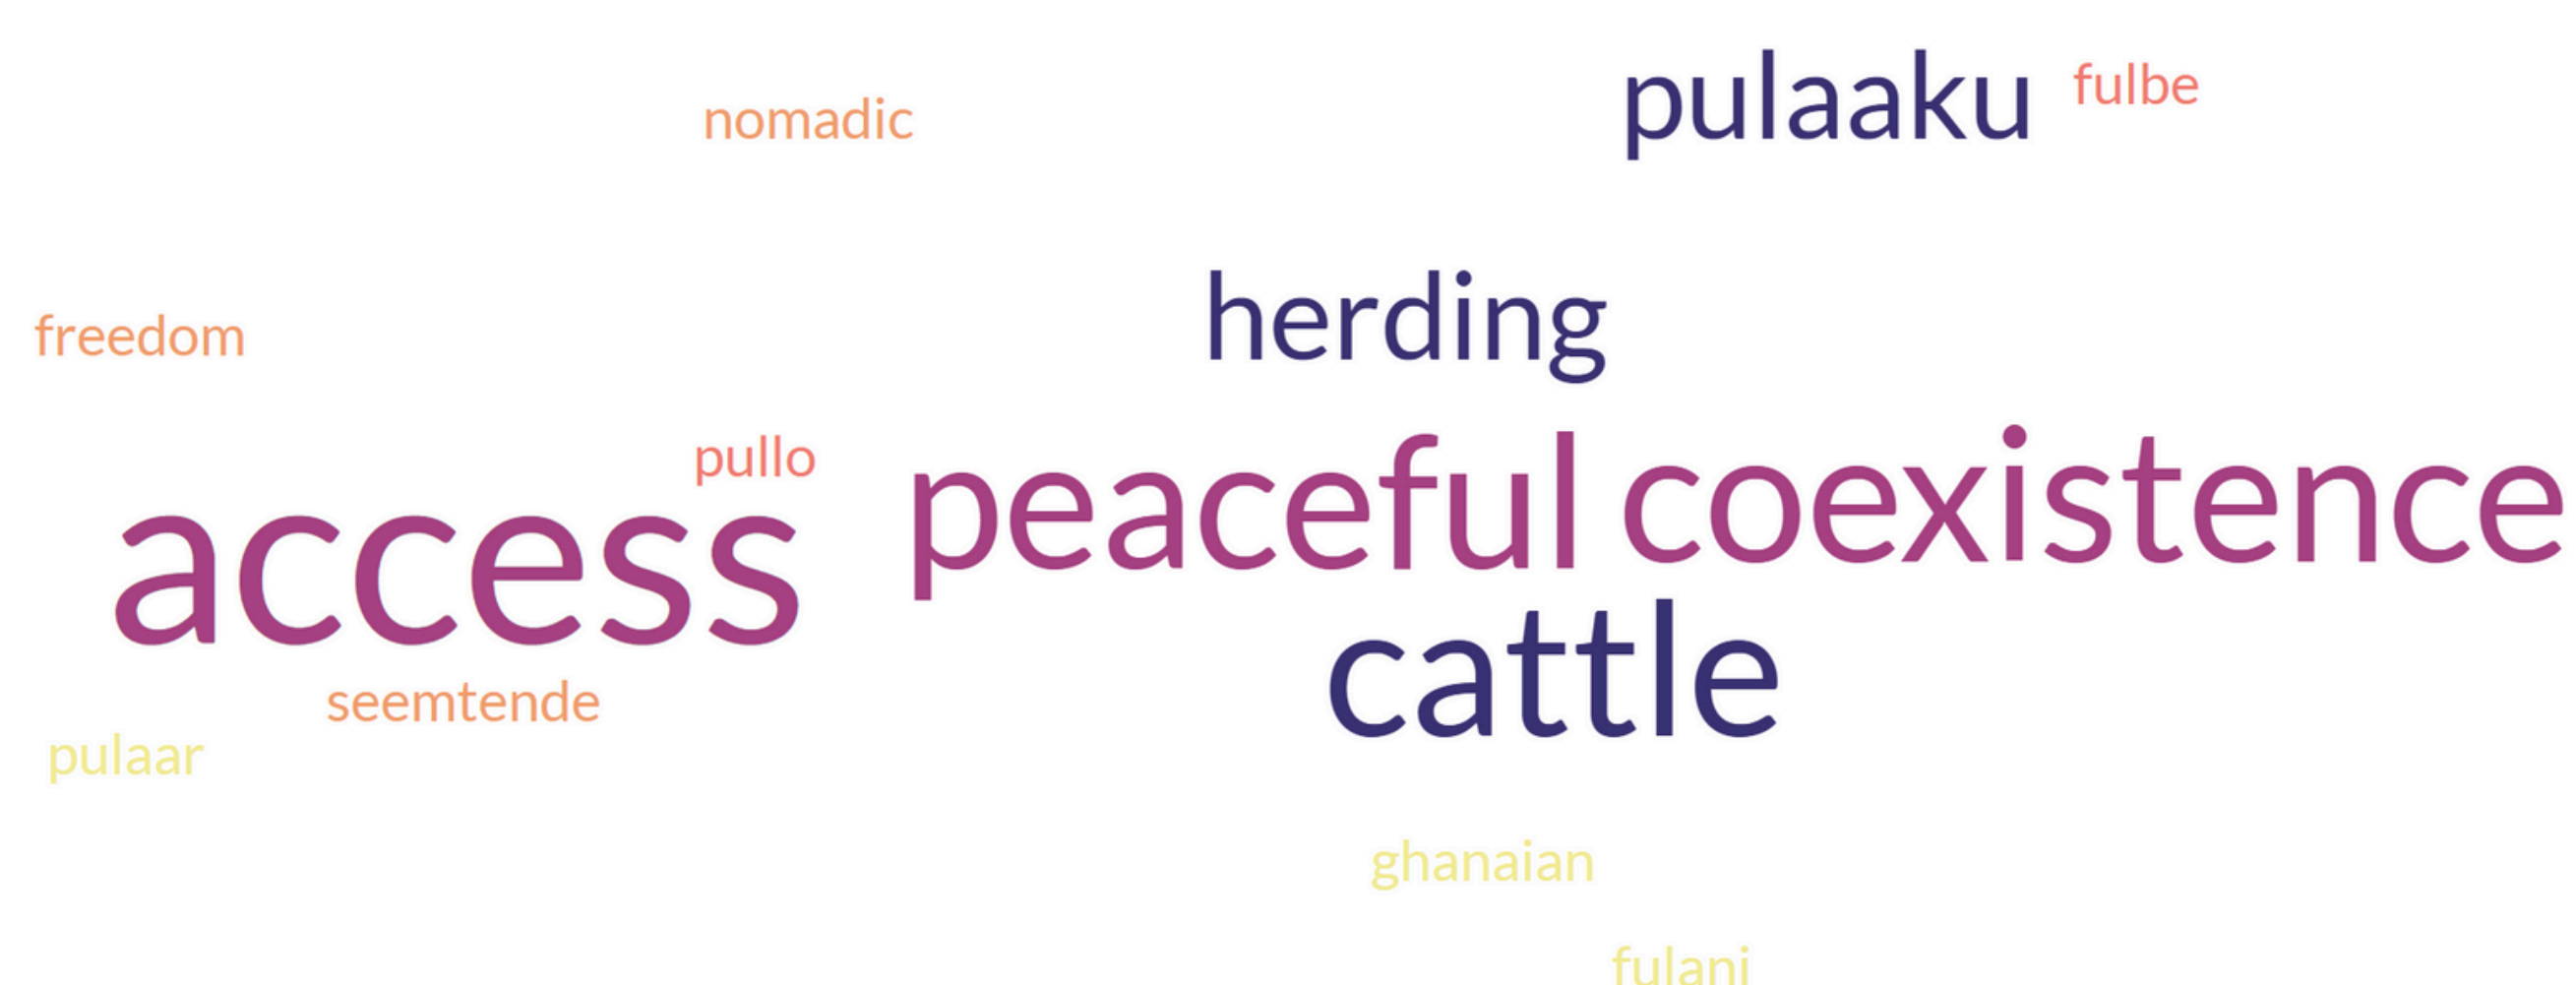 pulaaku fulbe
nomadic
herding
freedom
pullo
peaceful coexistence
access
cattle
seemtende
pulaar
ghanaian
fulani